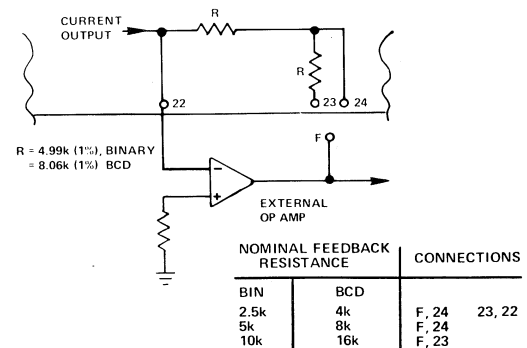 CURRENT
OUTPUT
R
R
22
23
24
F
R = 4.99k (1%), BINARY
= 8.06k (1%) BCD
−
+
EXTERNAL
OP AMP
NOMINAL FEEDBACK
RESISTANCE
CONNECTIONS
BIN BCD
2.5k 4k F, 24 23, 22
5k 8k F, 24
10k 16k F, 23